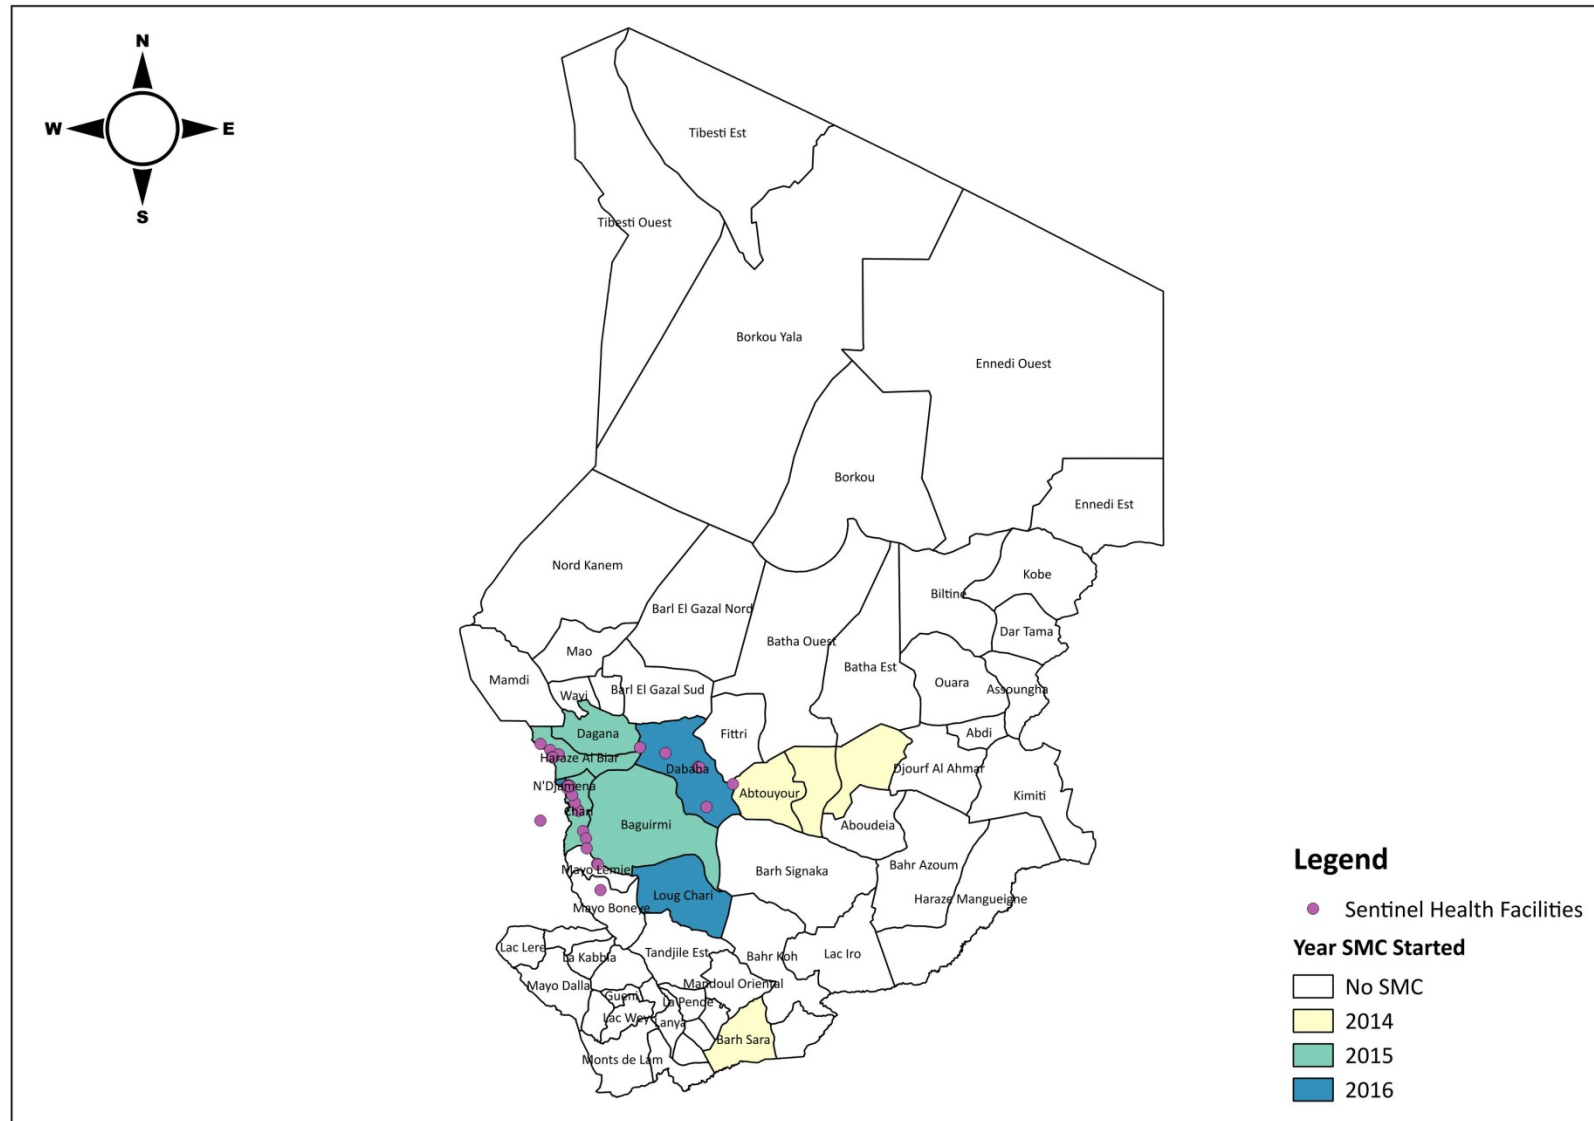 N
W
E
S
Tibesti Est
Tibesti Ouest
Borkou Yala
Ennedi Ouest
Borkou
Ennedi Est
Nord Kanem
Kobe
Biltine
Barl El Gazal Nord
Dar Tama
Batha Ouest
Mao
Batha Est
Mamdi
Ouara
Assoungha
Wayi
Barl El Gazal Sud
Dagana
Fittri
Abdi
Haraze Al Biar
Dababa
Djourf Al Ahmar
N'Djamena
Abtouyour
Kimiti
Chari
Baguirmi
Aboudeia
Mayo Lemie
Barh Signaka
Bahr Azoum
Loug Chari
Haraze Mangueigne
Mayo Boneye
Lac Lere
La Kabbia
Tandjile Est
Bahr Koh
Lac Iro
Mayo Dalla
Mandoul Oriental
Gueni
La Pende
Lac Wey
Lanya
Barh Sara
Monts de Lam
Legend
Sentinel Health Facilities
Year SMC Started
No SMC
2014
2015
2016